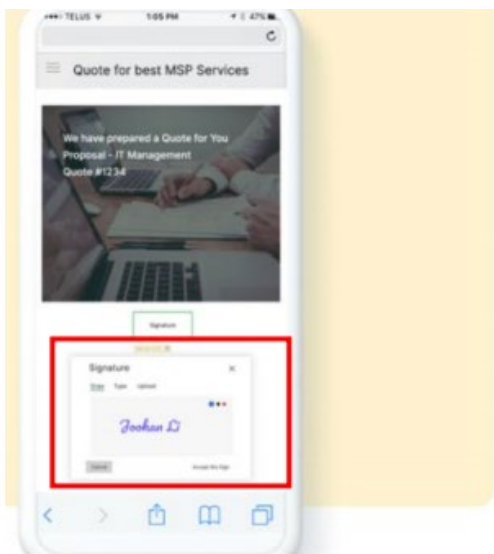 TELUS 1:05 PM 47%
Quote for best MSP Services
We have prepared a Quote for You
Proposal - IT Management
Quote #1234
Signature
Signature
Draw Type Upload
Joohan Li
Cancel Accept the Sign